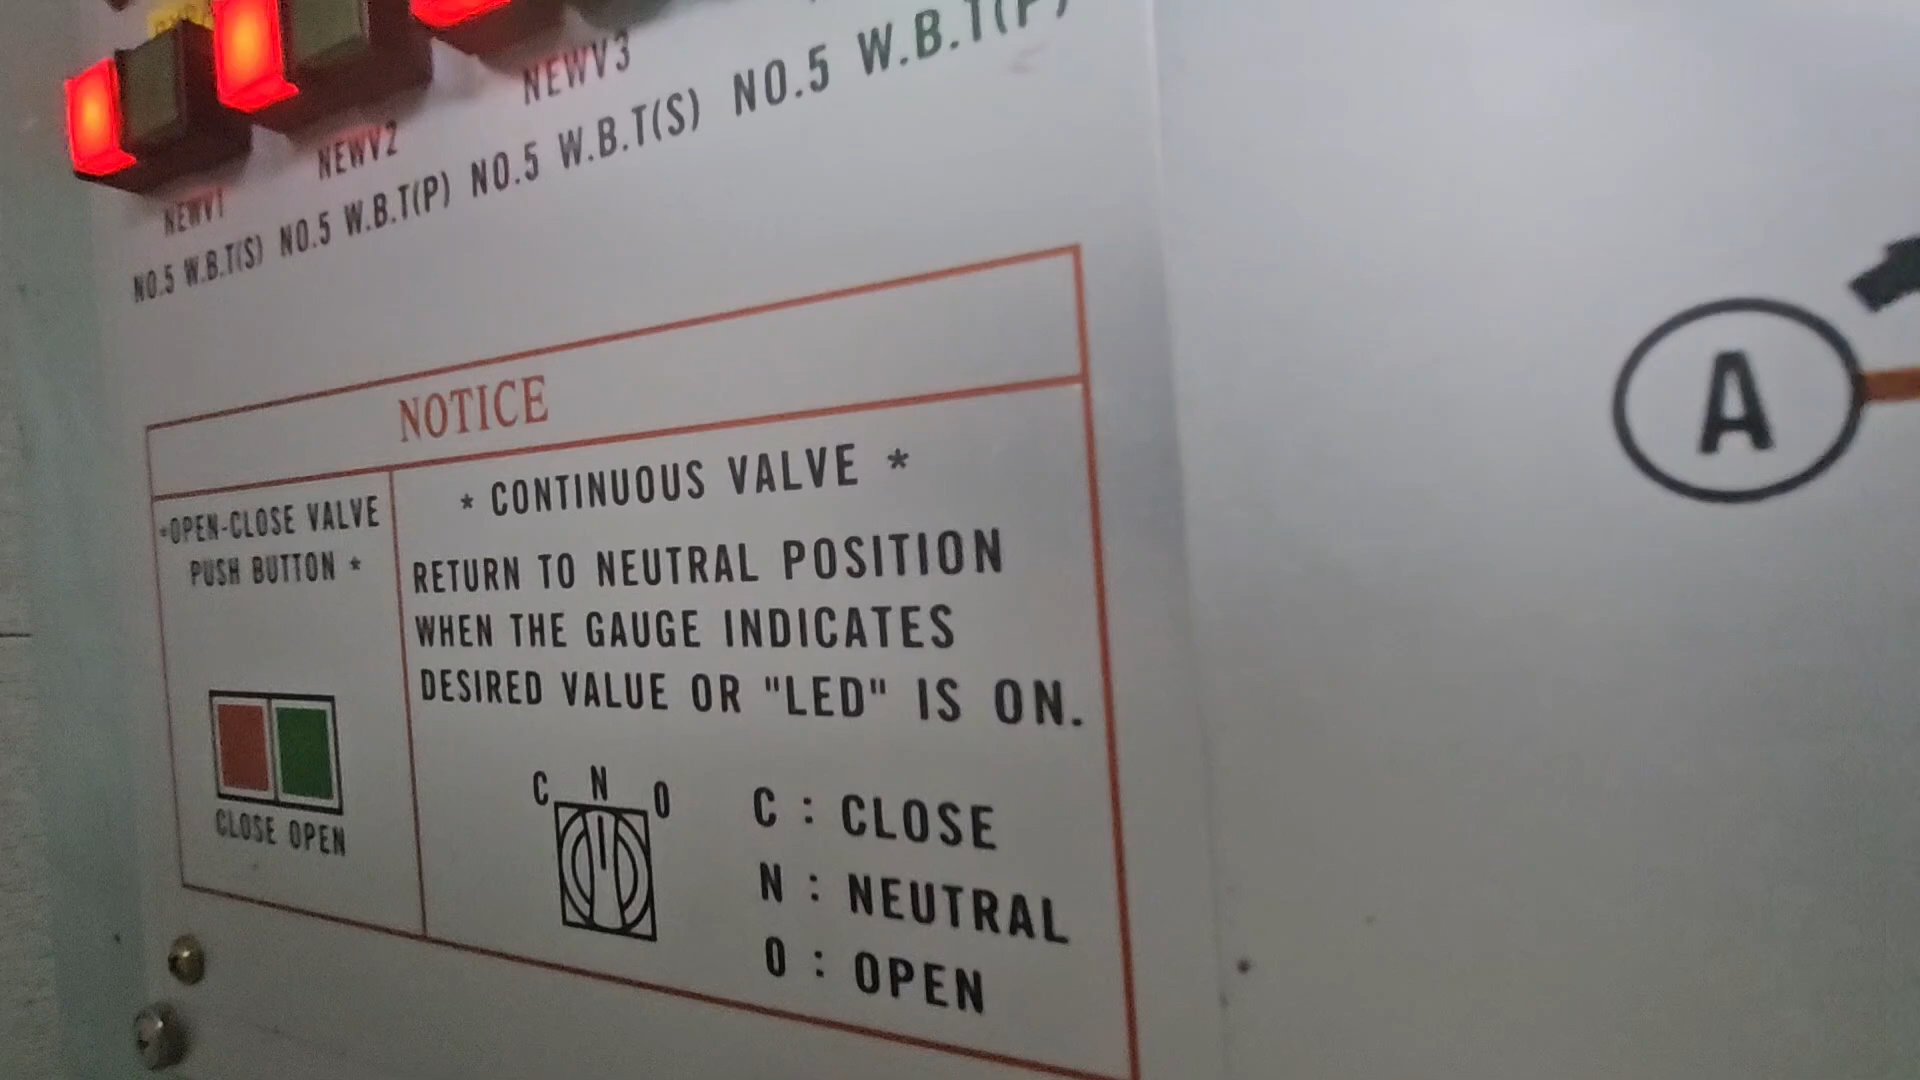 NEWV1 NEWV2 NEWV3
NO.5 W.B.T(S) NO.5 W.B.T(P) NO.5 W.B.T(S) NO.5 W.B.T(P)
NOTICE
*OPEN-CLOSE VALVE
PUSH BUTTON *
CLOSE OPEN
* CONTINUOUS VALVE *
RETURN TO NEUTRAL POSITION
WHEN THE GAUGE INDICATES
DESIRED VALUE OR "LED" IS ON.
C N O
C : CLOSE
N : NEUTRAL
O : OPEN
A